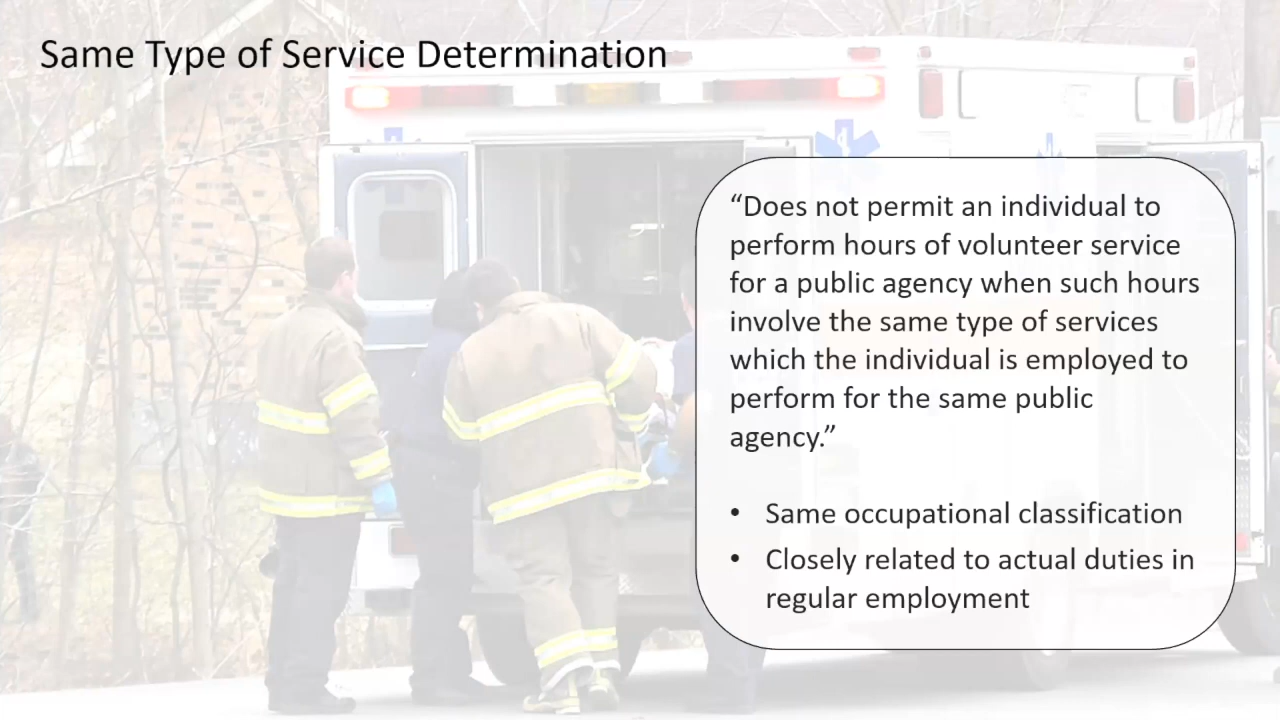 Same Type of Service Determination
“Does not permit an individual to
perform hours of volunteer service
for a public agency when such hours
involve the same type of services
which the individual is employed to
perform for the same public
agency.”
• Same occupational classification
• Closely related to actual duties in
regular employment